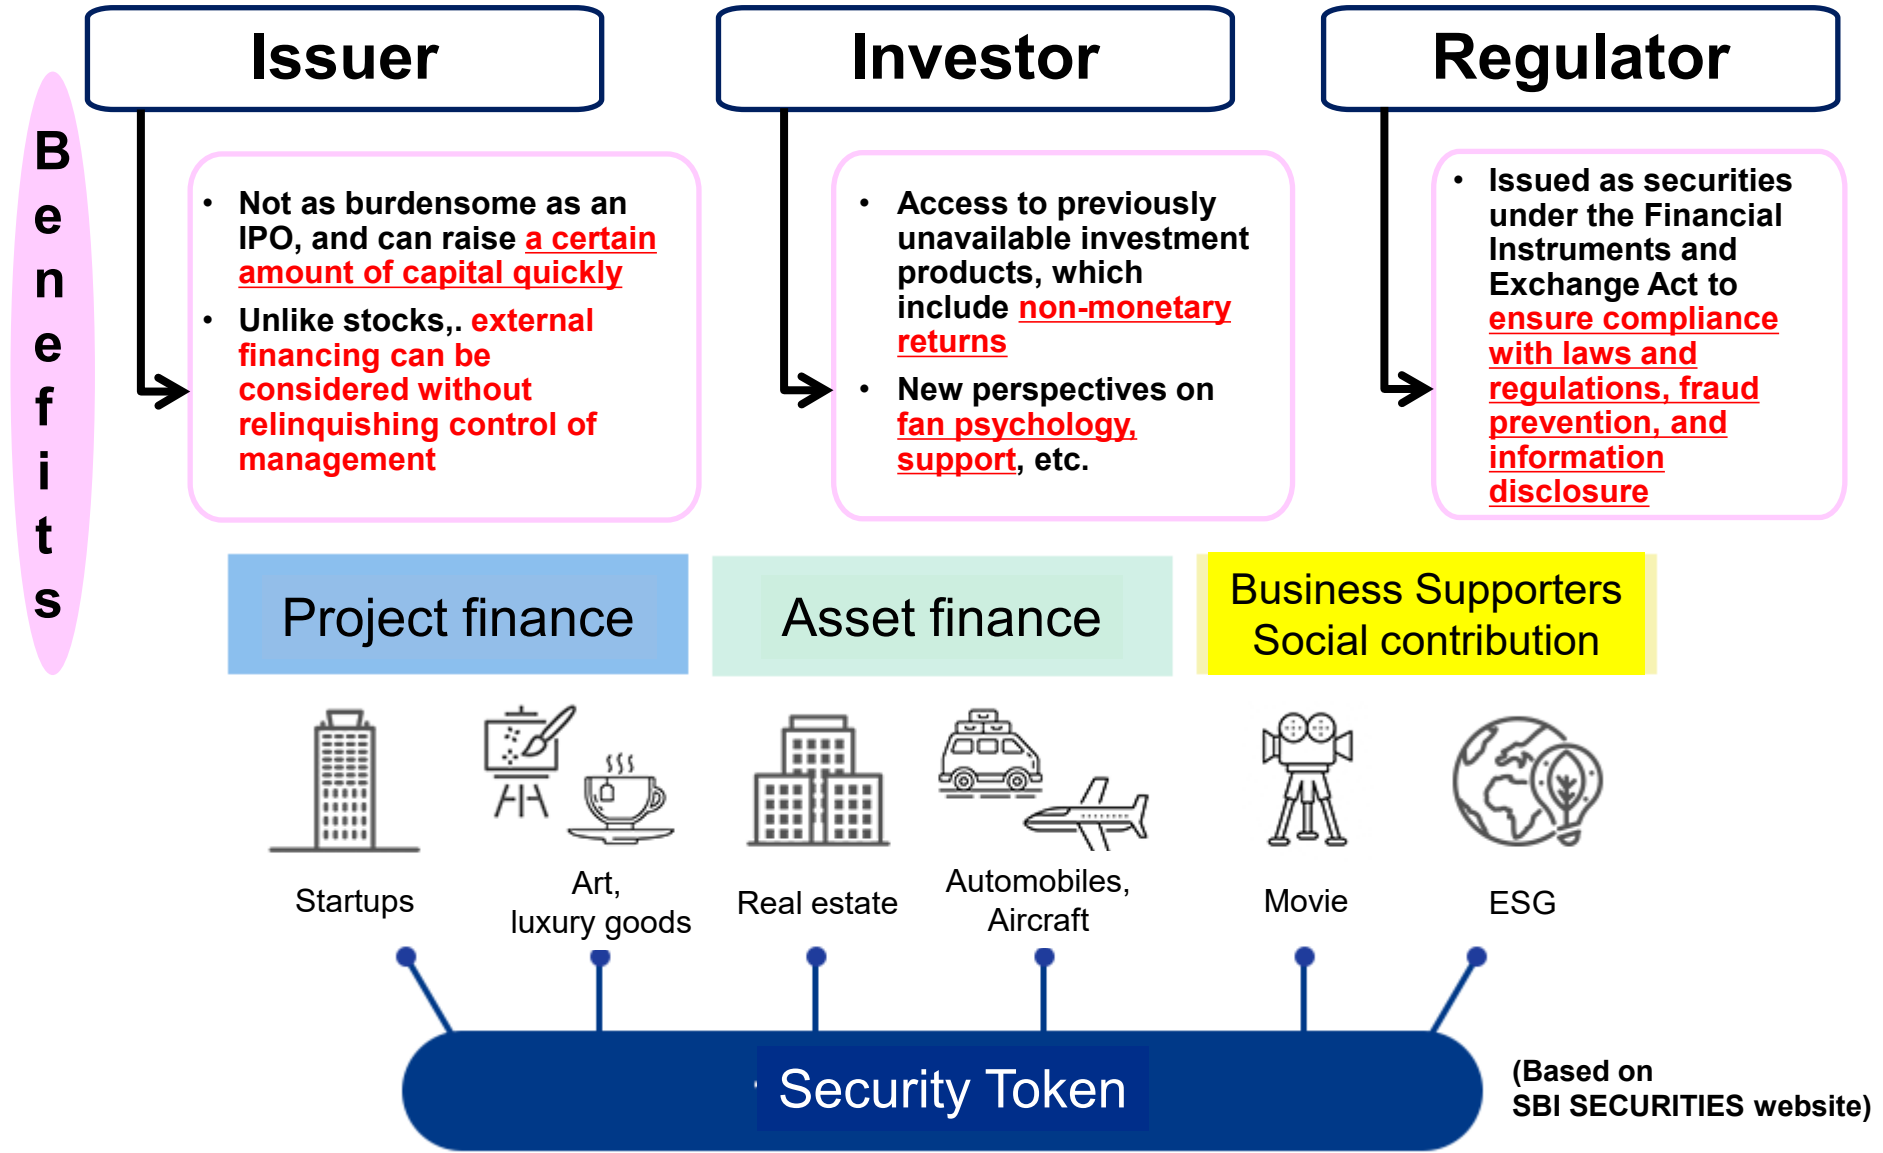 Benefits
Issuer
• Not as burdensome as an
IPO, and can raise a certain
amount of capital quickly
• Unlike stocks,. external
financing can be
considered without
relinquishing control of
management
Investor
• Access to previously
unavailable investment
products, which
include non-monetary
returns
• New perspectives on
fan psychology,
support, etc.
Regulator
• Issued as securities
under the Financial
Instruments and
Exchange Act to
ensure compliance
with laws and
regulations, fraud
prevention, and
information
disclosure
Project finance
Asset finance
Business Supporters
Social contribution
Startups
Art,
luxury goods
Real estate
Automobiles,
Aircraft
Movie
ESG
Security Token
(Based on
SBI SECURITIES website)